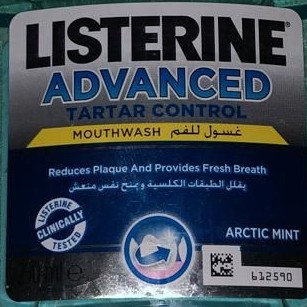 LISTERINE®
ADVANCED
TARTAR CONTROL
MOUTHWASH غسول للفم
Reduces Plaque And Provides Fresh Breath
يقلل الطبقات الكلسية ويمنح نفس منعش
LISTERINE
CLINICALLY
TESTED
ARCTIC MINT
ml e
612590